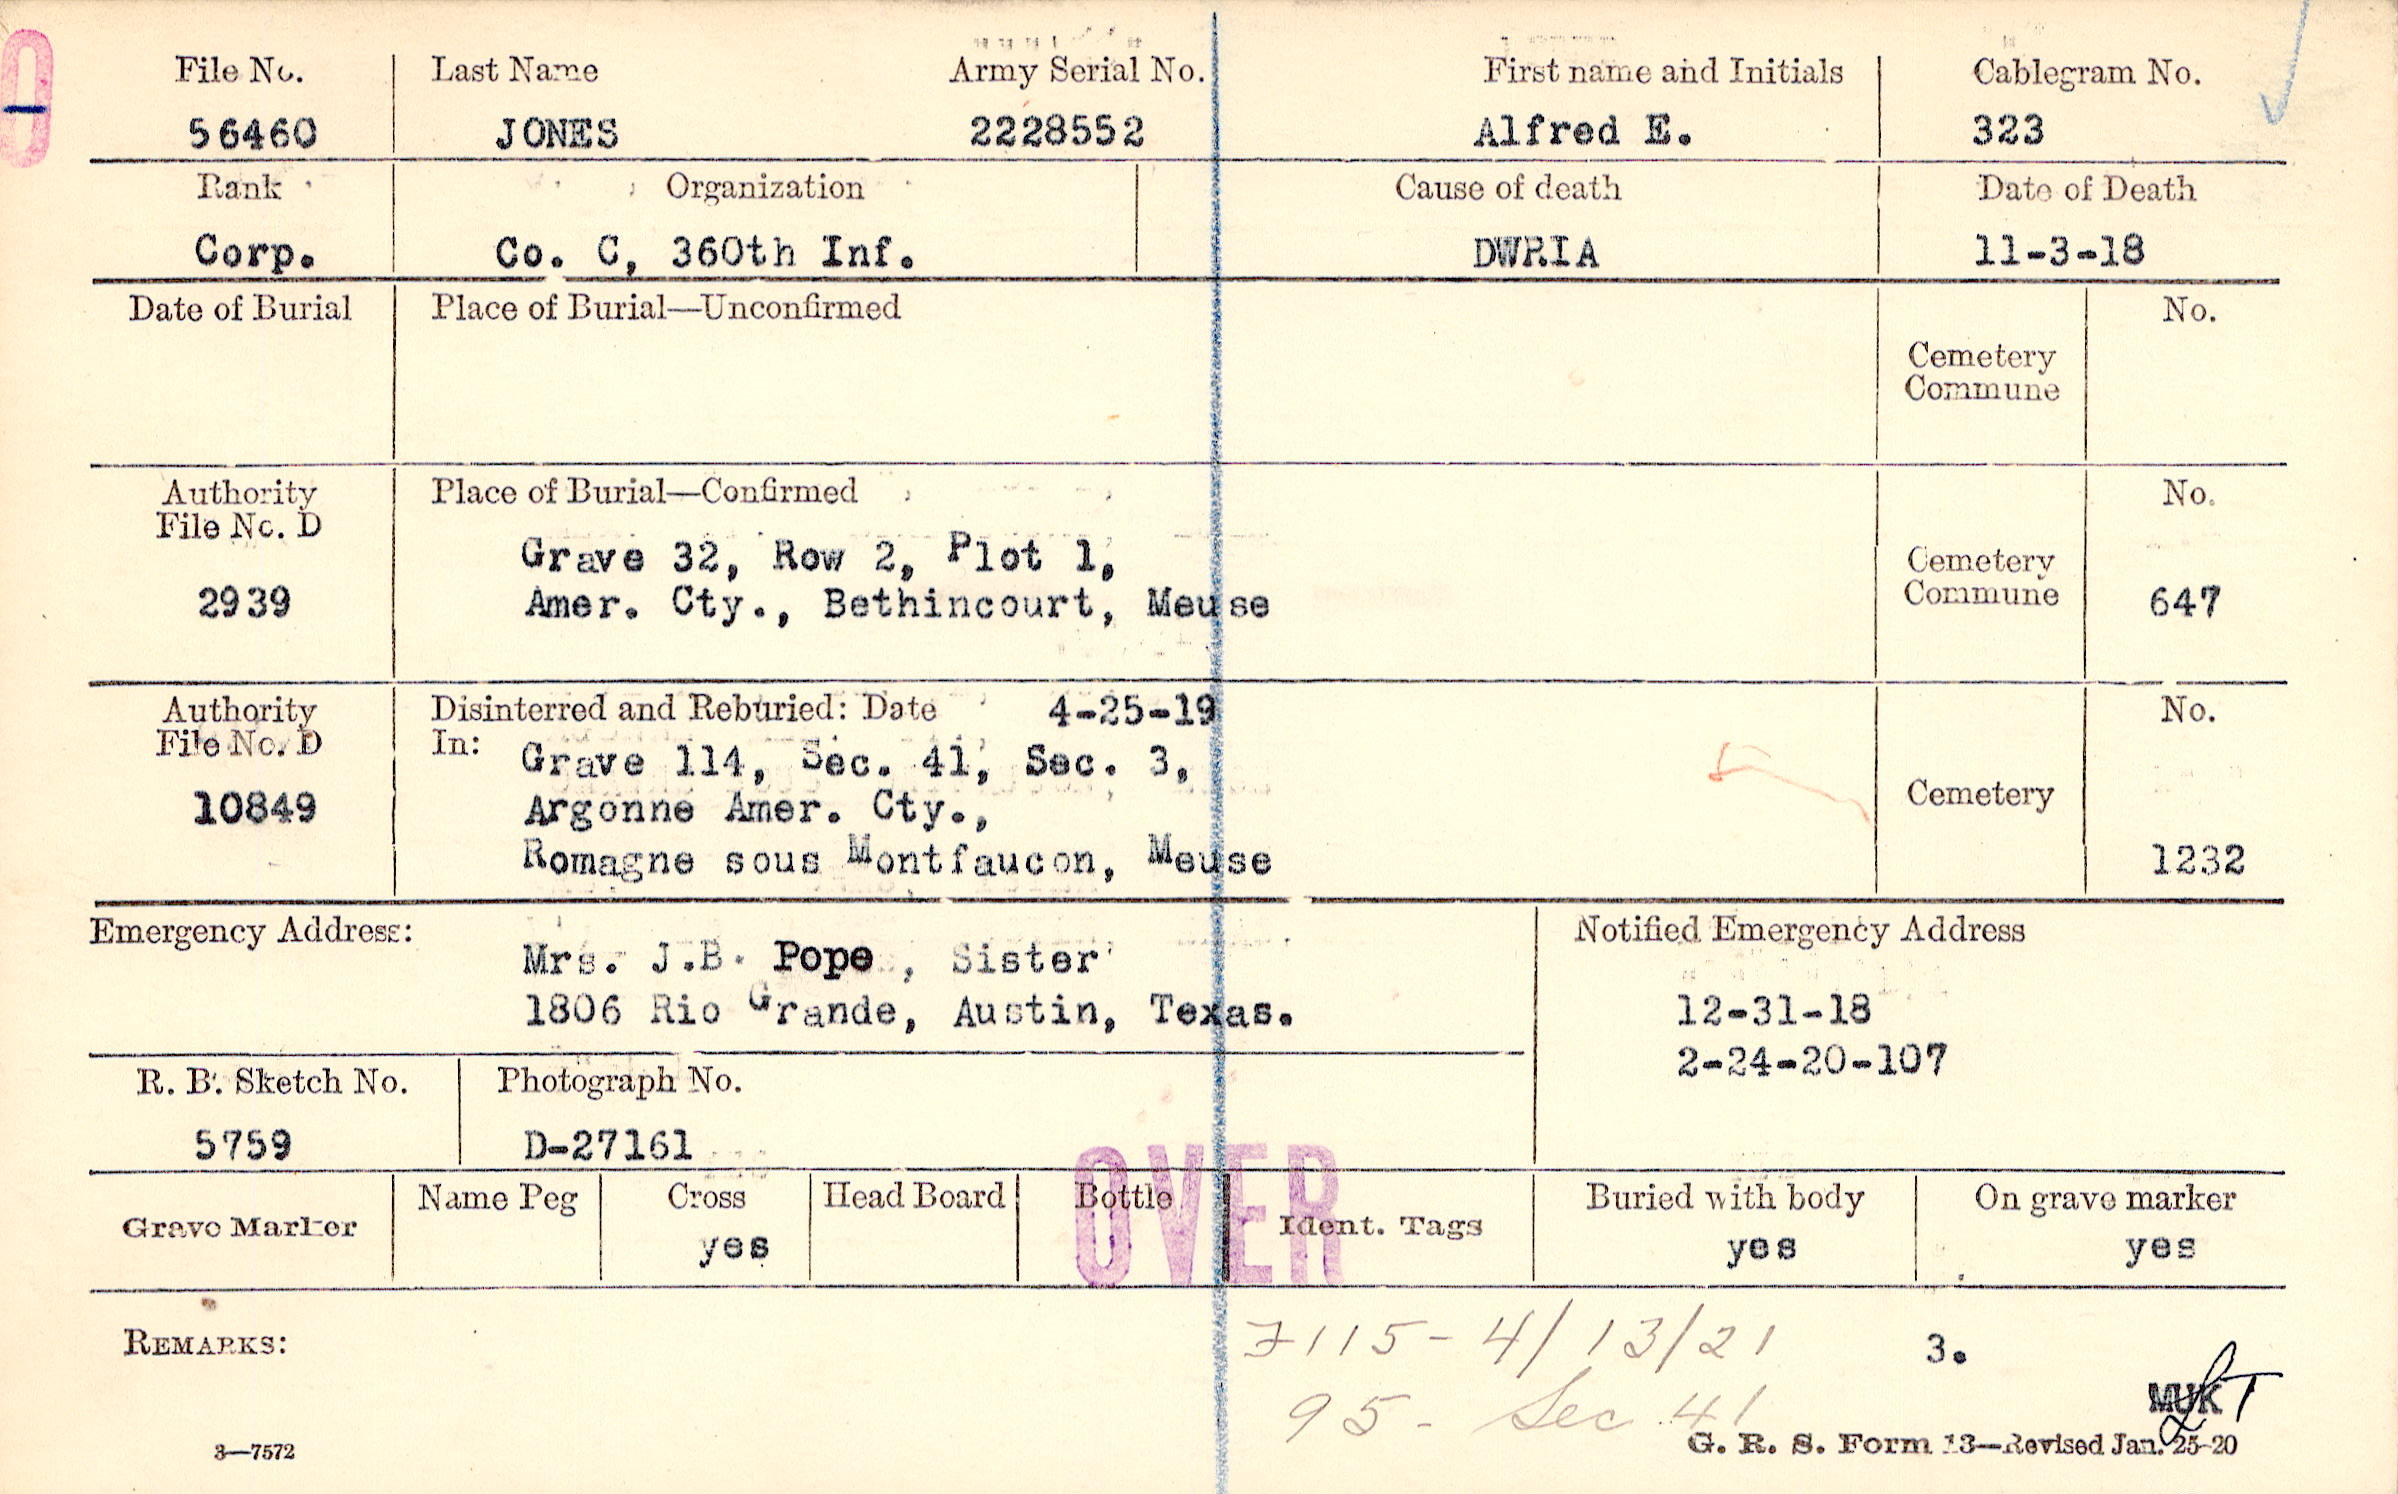 File No. Last Name Army Serial No. First name and Initials Cablegram No.
56460 JONES 2228552 Alfred E. 323
Rank Organization Cause of death Date of Death
Corp. Co. C, 360th Inf. DWRIA 11-3-18
Date of Burial Place of Burial—Unconfirmed No.
Cemetery
Commune
Authority Place of Burial—Confirmed No.
File No. D
Grave 32, Row 2, Plot 1, Cemetery
2939 Amer. Cty., Bethincourt, Meuse Commune 647
Authority Disinterred and Reburied: Date 4-25-19 No.
File No. D In: Grave 114, Sec. 41, Sec. 3,
10849 Argonne Amer. Cty., Cemetery
Romagne sous Montfaucon, Meuse 1232
Emergency Address: Notified Emergency Address
Mrs. J.B. Pope, Sister
1806 Rio Grande, Austin, Texas. 12-31-18
2-24-20-107
R. B. Sketch No. Photograph No.
5759 D-27161
OVER
Grave Marker Name Peg Cross Head Board Bottle Ident. Tags Buried with body On grave marker
yes yes yes
REMARKS: 7115-4/13/21 3.
95- Sec 41 MUK
3—7572 G. R. S. Form 13—Revised Jan. 25-20